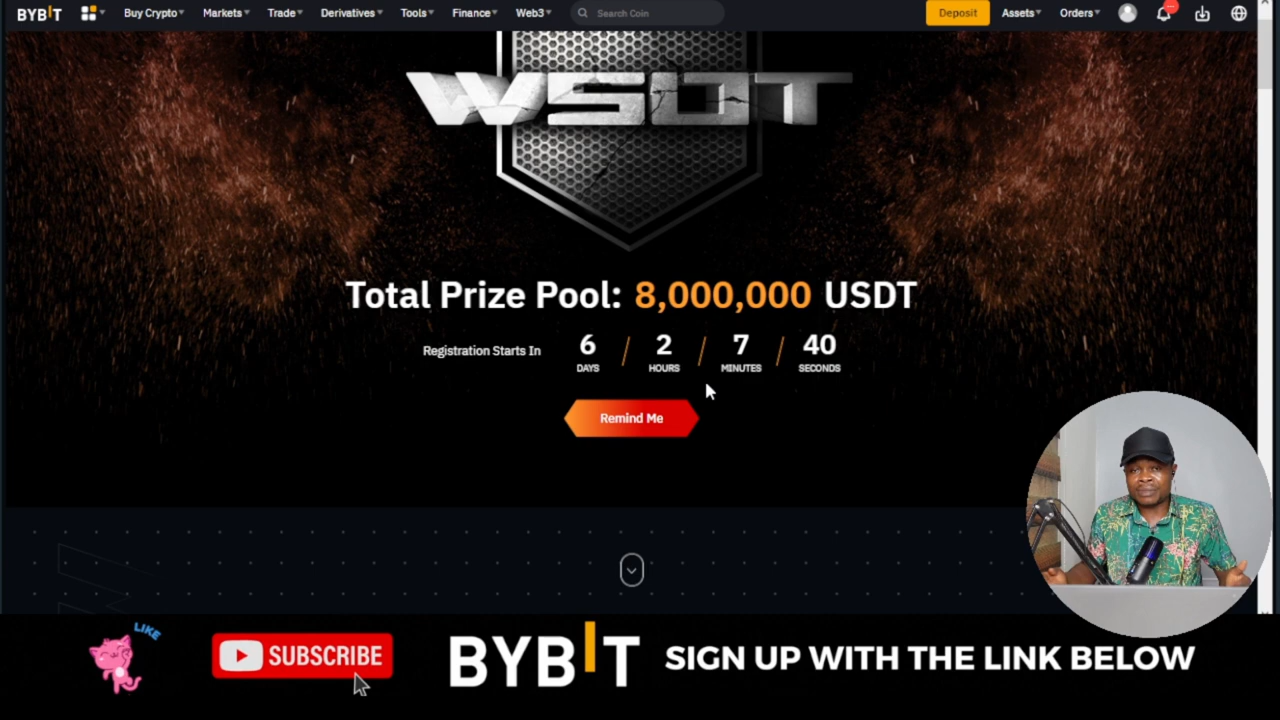 BYBIT Buy Crypto Markets Trade Derivatives Tools Finance Web3 Search Coin Deposit Assets Orders
WSOT
Total Prize Pool: 8,000,000 USDT
Registration Starts In 6 / 2 / 7 / 40
DAYS HOURS MINUTES SECONDS
Remind Me
LIKE
SUBSCRIBE BYBIT SIGN UP WITH THE LINK BELOW